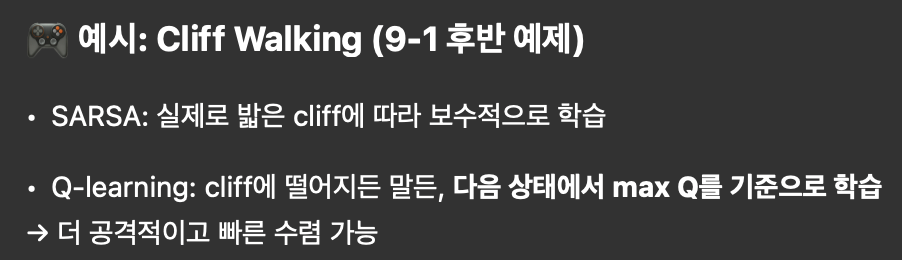 🎮 예시: Cliff Walking (9-1 후반 예제)
• SARSA: 실제로 밟은 cliff에 따라 보수적으로 학습
• Q-learning: cliff에 떨어지든 말든, 다음 상태에서 max Q를 기준으로 학습
→ 더 공격적이고 빠른 수렴 가능